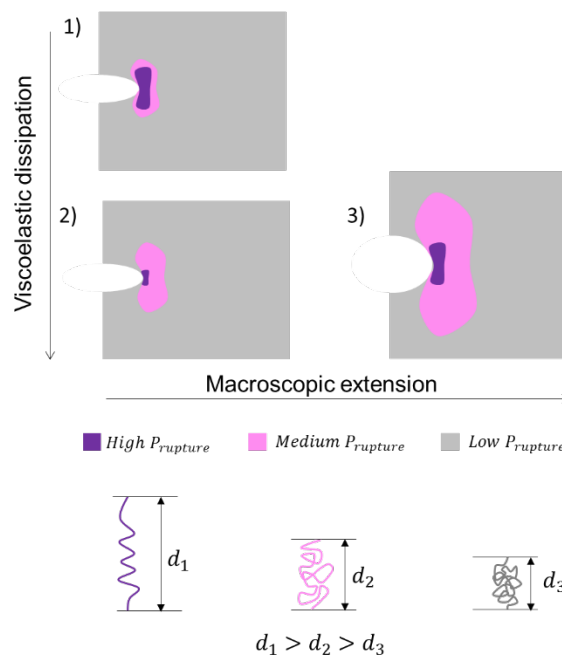 1)
Viscoelastic dissipation
2)
3)
Macroscopic extension
High P_rupture
Medium P_rupture
Low P_rupture
d_1
d_2
d_3
d_1 > d_2 > d_3